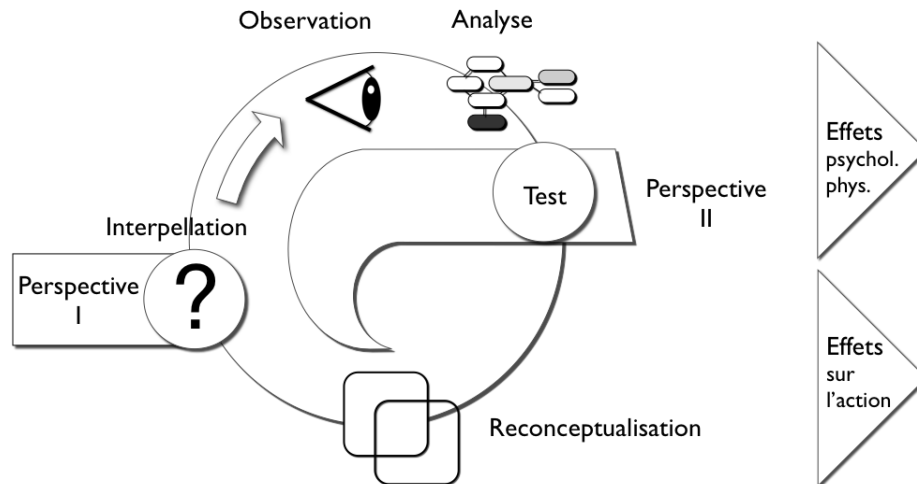 Observation
Analyse
Interpellation
Perspective
I
?
Test
Perspective
II
Reconceptualisation
Effets
psychol.
phys.
Effets
sur
l'action